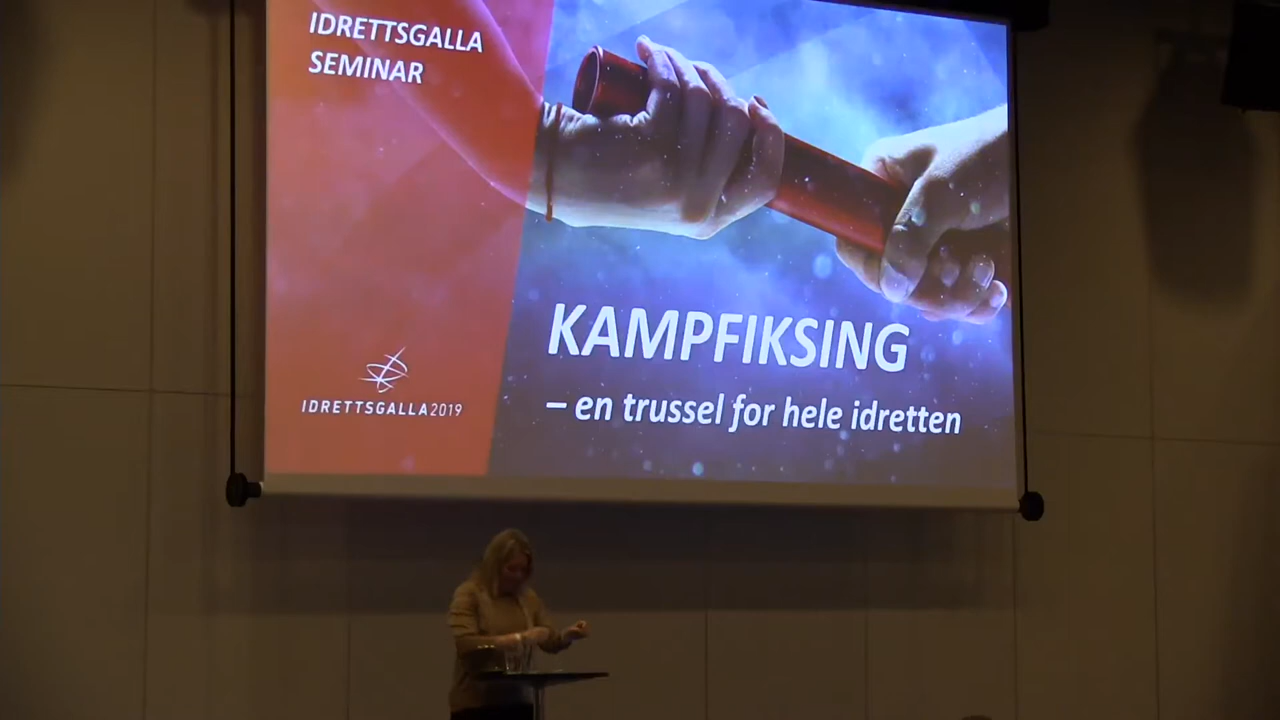 IDRETTSGALLA
SEMINAR
KAMPFIKSING
– en trussel for hele idretten
IDRETTSGALLA2019